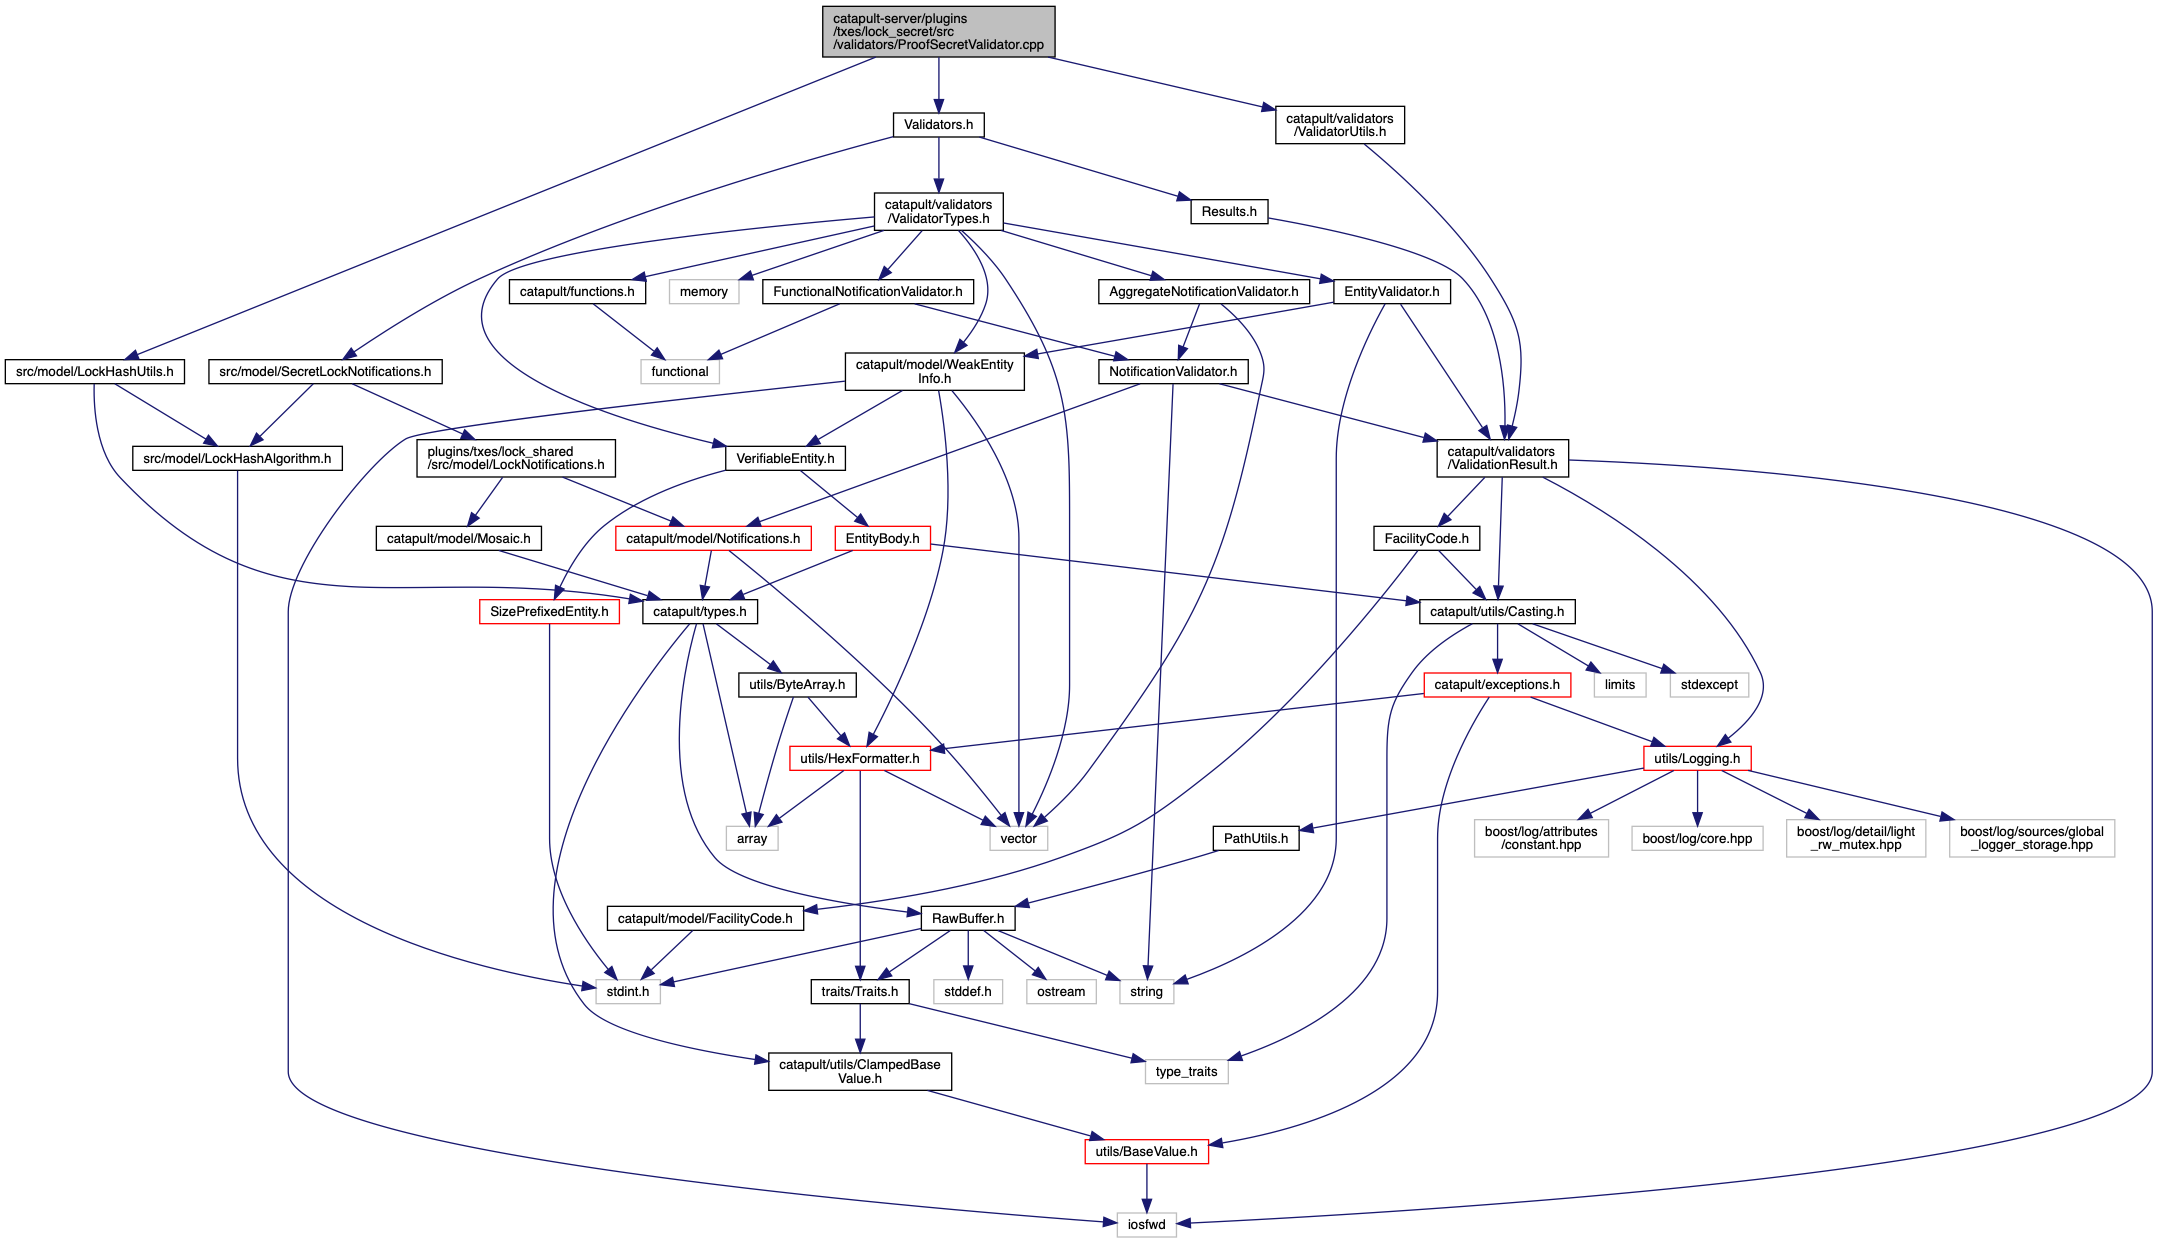 catapult-server/plugins
/txes/lock_secret/src
/validators/ProofSecretValidator.cpp
Validators.h
catapult/validators
/ValidatorUtils.h
catapult/validators
/ValidatorTypes.h
Results.h
catapult/functions.h
memory
FunctionalNotificationValidator.h
AggregateNotificationValidator.h
EntityValidator.h
src/model/LockHashUtils.h
src/model/SecretLockNotifications.h
functional
catapult/model/WeakEntity
Info.h
NotificationValidator.h
src/model/LockHashAlgorithm.h
plugins/txes/lock_shared
/src/model/LockNotifications.h
VerifiableEntity.h
catapult/validators
/ValidationResult.h
catapult/model/Mosaic.h
catapult/model/Notifications.h
EntityBody.h
FacilityCode.h
SizePrefixedEntity.h
catapult/types.h
catapult/utils/Casting.h
utils/ByteArray.h
catapult/exceptions.h
limits
stdexcept
utils/HexFormatter.h
utils/Logging.h
array
vector
PathUtils.h
boost/log/attributes
/constant.hpp
boost/log/core.hpp
boost/log/detail/light
_rw_mutex.hpp
boost/log/sources/global
_logger_storage.hpp
catapult/model/FacilityCode.h
RawBuffer.h
stdint.h
traits/Traits.h
stddef.h
ostream
string
catapult/utils/ClampedBase
Value.h
type_traits
utils/BaseValue.h
iosfwd